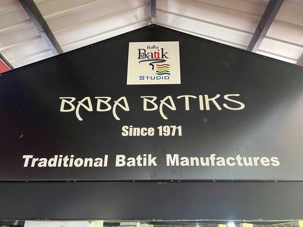 Baba
Batik
STUDIO
BABA BATIKS
Since 1971
Traditional Batik Manufactures